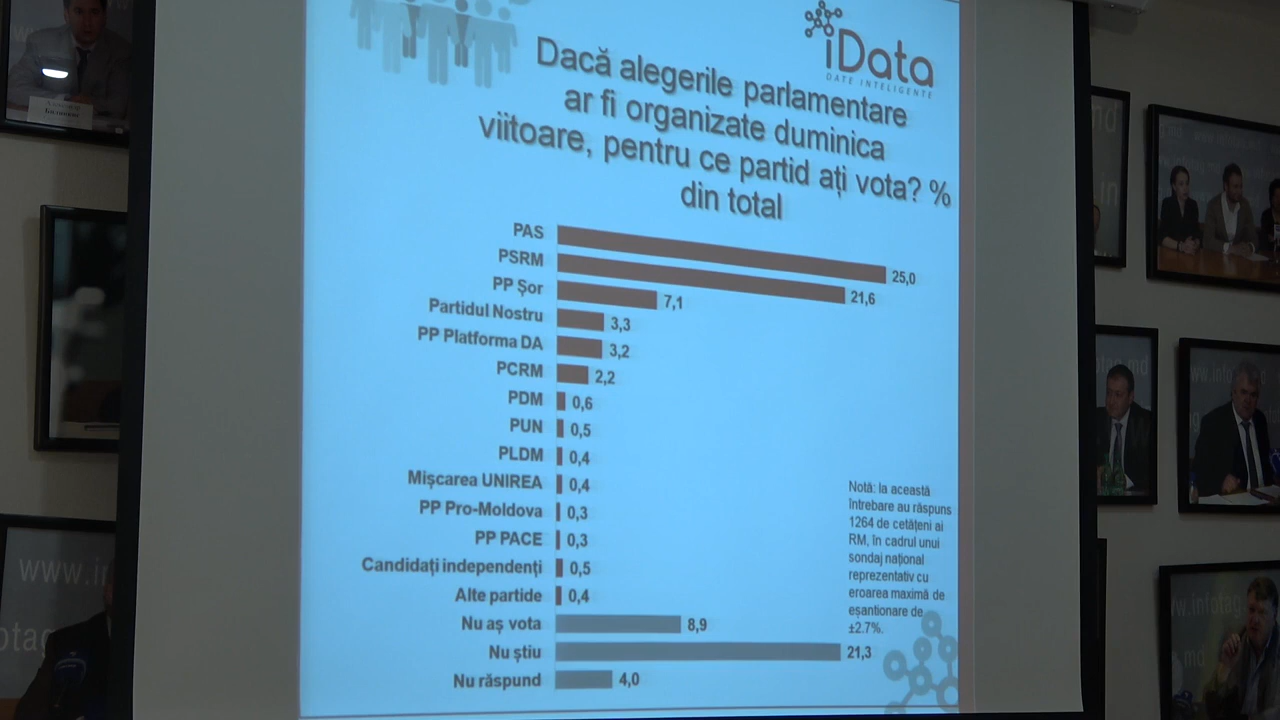 iData
DATE INTELIGENTE
Dacă alegerile parlamentare
ar fi organizate duminica
viitoare, pentru ce partid ați vota? %
din total
PAS 25,0
PSRM 21,6
PP Șor 7,1
Partidul Nostru 3,3
PP Platforma DA 3,2
PCRM 2,2
PDM 0,6
PUN 0,5
PLDM 0,4
Mișcarea UNIREA 0,4
PP Pro-Moldova 0,3
PP PACE 0,3
Candidați independenți 0,5
Alte partide 0,4
Nu aș vota 8,9
Nu știu 21,3
Nu răspund 4,0
Notă: la această
întrebare au răspuns
1264 de cetățeni ai
RM, în cadrul unui
sondaj național
reprezentativ cu
eroarea maximă de
eșantionare de
±2.7%.